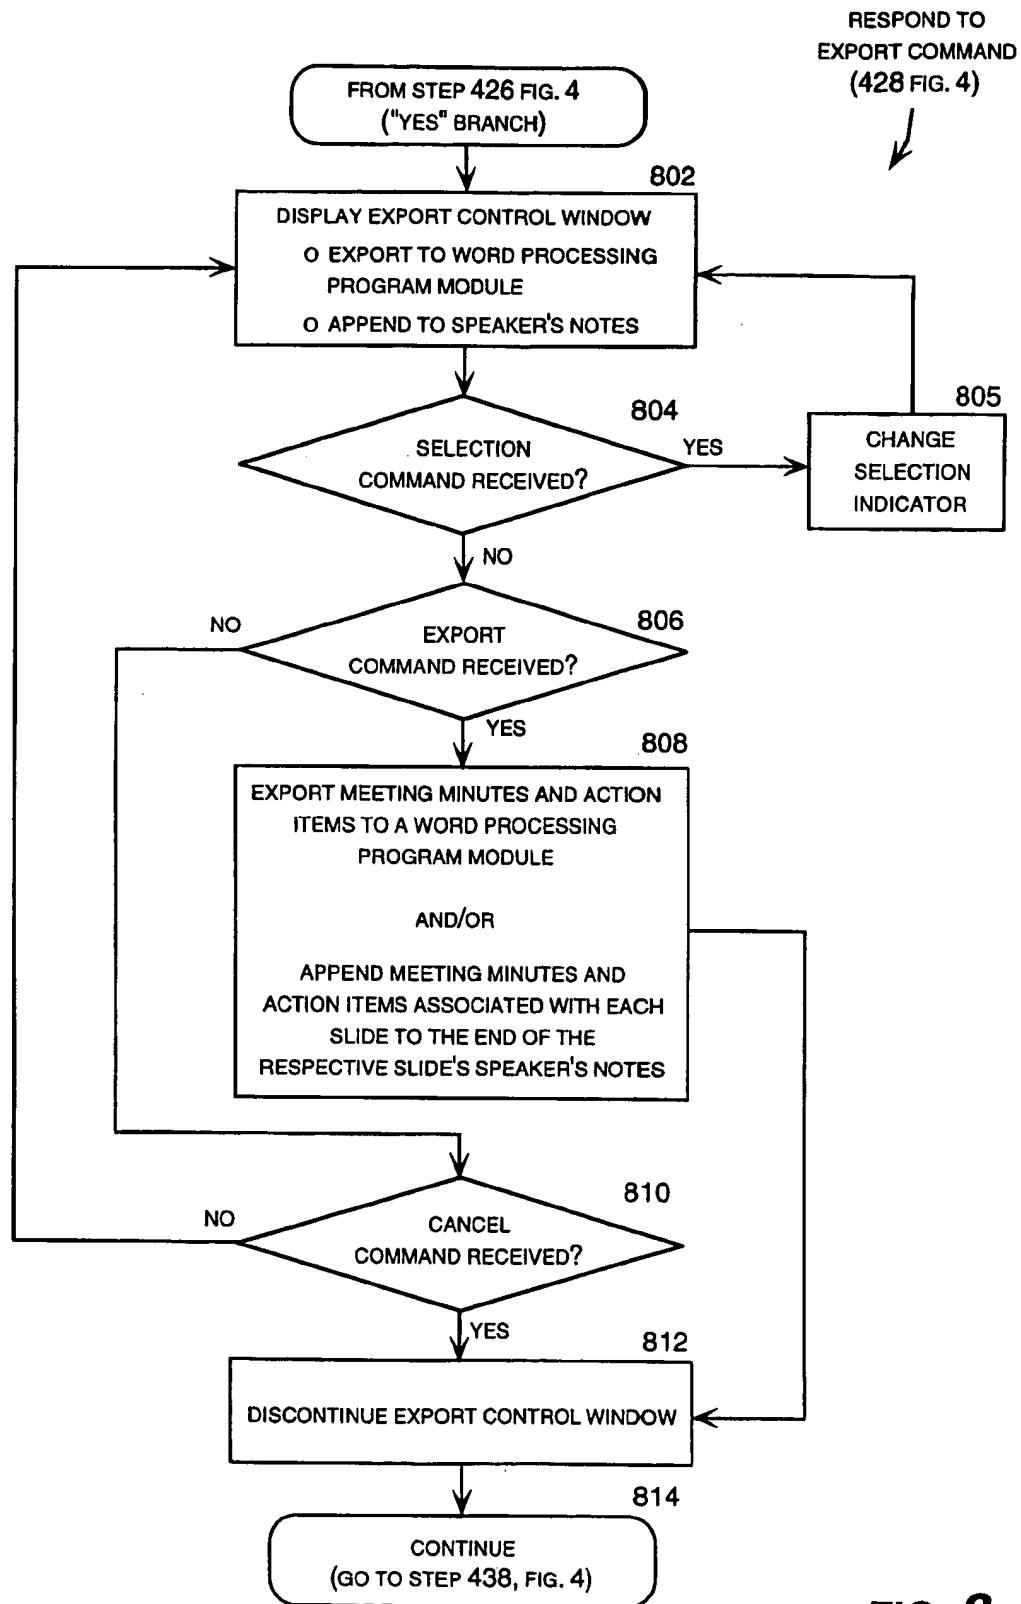 RESPOND TO
EXPORT COMMAND
(428 FIG. 4)
FROM STEP 426 FIG. 4
("YES" BRANCH)
802
DISPLAY EXPORT CONTROL WINDOW
O EXPORT TO WORD PROCESSING
PROGRAM MODULE
O APPEND TO SPEAKER'S NOTES
804
SELECTION
COMMAND RECEIVED?
YES
805
CHANGE
SELECTION
INDICATOR
NO
806
NO
EXPORT
COMMAND RECEIVED?
YES
808
EXPORT MEETING MINUTES AND ACTION
ITEMS TO A WORD PROCESSING
PROGRAM MODULE
AND/OR
APPEND MEETING MINUTES AND
ACTION ITEMS ASSOCIATED WITH EACH
SLIDE TO THE END OF THE
RESPECTIVE SLIDE'S SPEAKER'S NOTES
810
NO
CANCEL
COMMAND RECEIVED?
YES
812
DISCONTINUE EXPORT CONTROL WINDOW
814
CONTINUE
(GO TO STEP 438, FIG. 4)